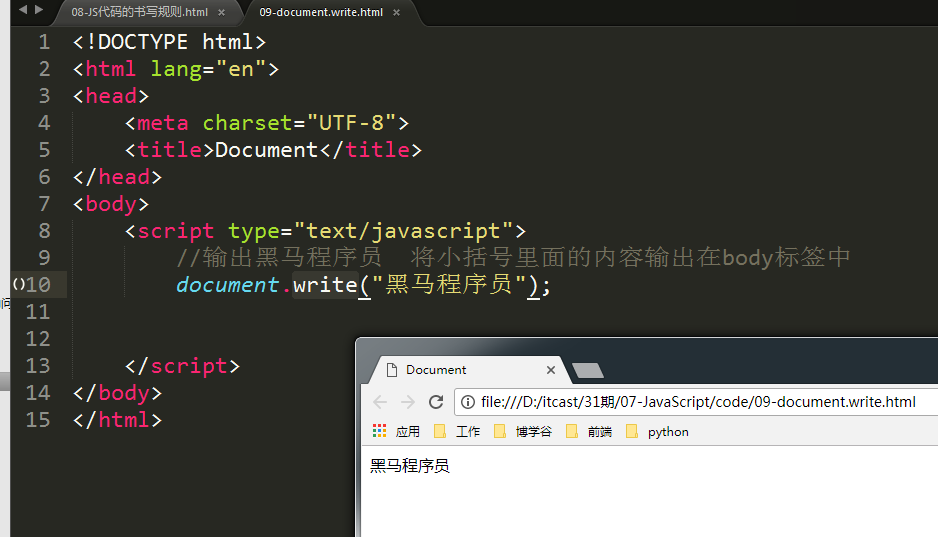 08-JS代码的书写规则.html × 09-document.write.html ×
1 <!DOCTYPE html>
2 <html lang="en">
3 <head>
4 <meta charset="UTF-8">
5 <title>Document</title>
6 </head>
7 <body>
8 <script type="text/javascript">
9 //输出黑马程序员 将小括号里面的内容输出在body标签中
10 document.write("黑马程序员");
11
12
13 </script>
14 </body>
15 </html>
Document ×
file:///D:/itcast/31期/07-JavaScript/code/09-document.write.html
应用 工作 博学谷 前端 python
黑马程序员